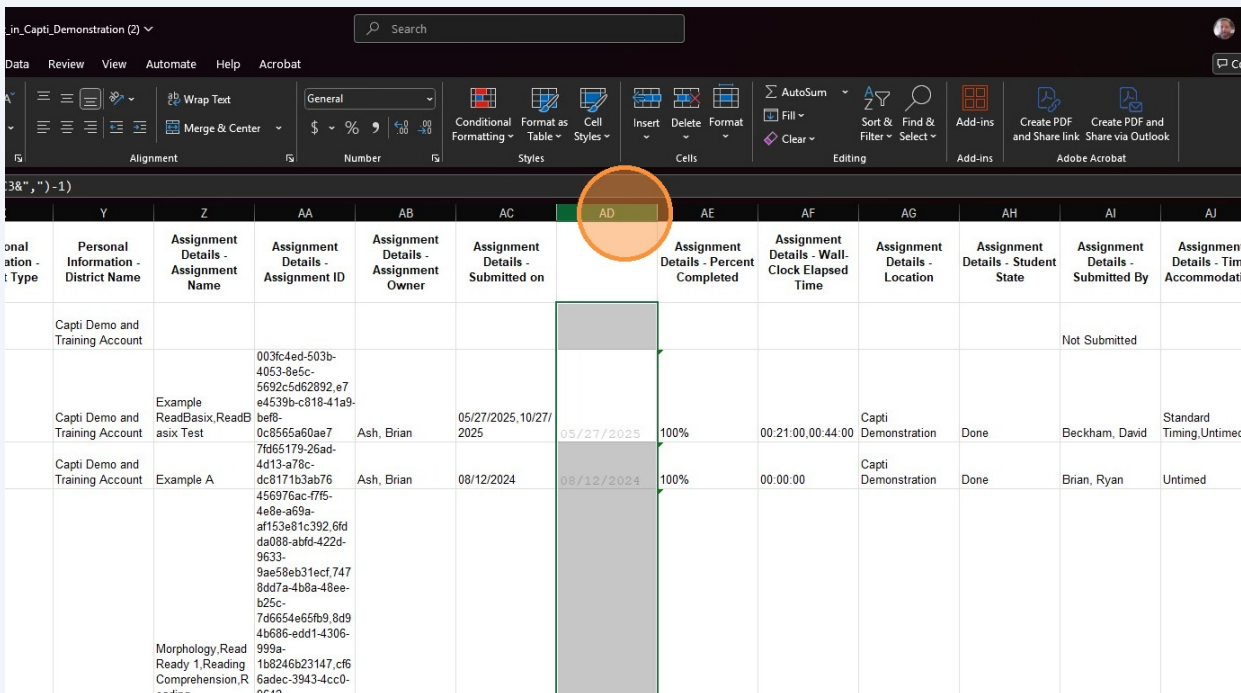 _in_Capti_Demonstration (2)
Search
Data Review View Automate Help Acrobat
Wrap Text
General
Merge & Center
$ % 9
Conditional Formatting
Format as Table
Cell Styles
Insert
Delete
Format
AutoSum
Fill
Clear
Sort & Filter
Find & Select
Add-ins
Create PDF and Share link
Create PDF and Share via Outlook
Alignment
Number
Styles
Cells
Editing
Add-ins
Adobe Acrobat
3&",")-1)
Y Z AA AB AC AD AE AF AG AH AI AJ
onal
ation -
t Type
Personal
Information -
District Name
Assignment
Details -
Assignment
Name
Assignment
Details -
Assignment ID
Assignment
Details -
Assignment
Owner
Assignment
Details -
Submitted on
Assignment
Details - Percent
Completed
Assignment
Details - Wall-
Clock Elapsed
Time
Assignment
Details -
Location
Assignment
Details - Student
State
Assignment
Details -
Submitted By
Assignment
Details - Tim
Accommodati
Capti Demo and
Training Account
Not Submitted
Capti Demo and
Training Account
Example
ReadBasix,ReadB
asix Test
003fc4ed-503b-
4053-8e5c-
5692c5d62892,e7
e4539b-c818-41a9-
bef8-
0c8565a60ae7
Ash, Brian
05/27/2025,10/27/
2025
05/27/2025
100%
00:21:00,00:44:00
Capti
Demonstration
Done
Beckham, David
Standard
Timing,Untimed
Capti Demo and
Training Account
Example A
7fd65179-26ad-
4d13-a78c-
dc8171b3ab76
Ash, Brian
08/12/2024
08/12/2024
100%
00:00:00
Capti
Demonstration
Done
Brian, Ryan
Untimed
Morphology,Read
Ready 1,Reading
Comprehension,R
456976ac-f7f5-
4e8e-a69a-
af153e81c392,6fd
da088-abfd-422d-
9633-
9ae58eb31ecf,747
8dd7a-4b8a-48ee-
b25c-
7d6654e65fb9,8d9
4b686-edd1-4306-
999a-
1b8246b23147,cf6
6adec-3943-4cc0-